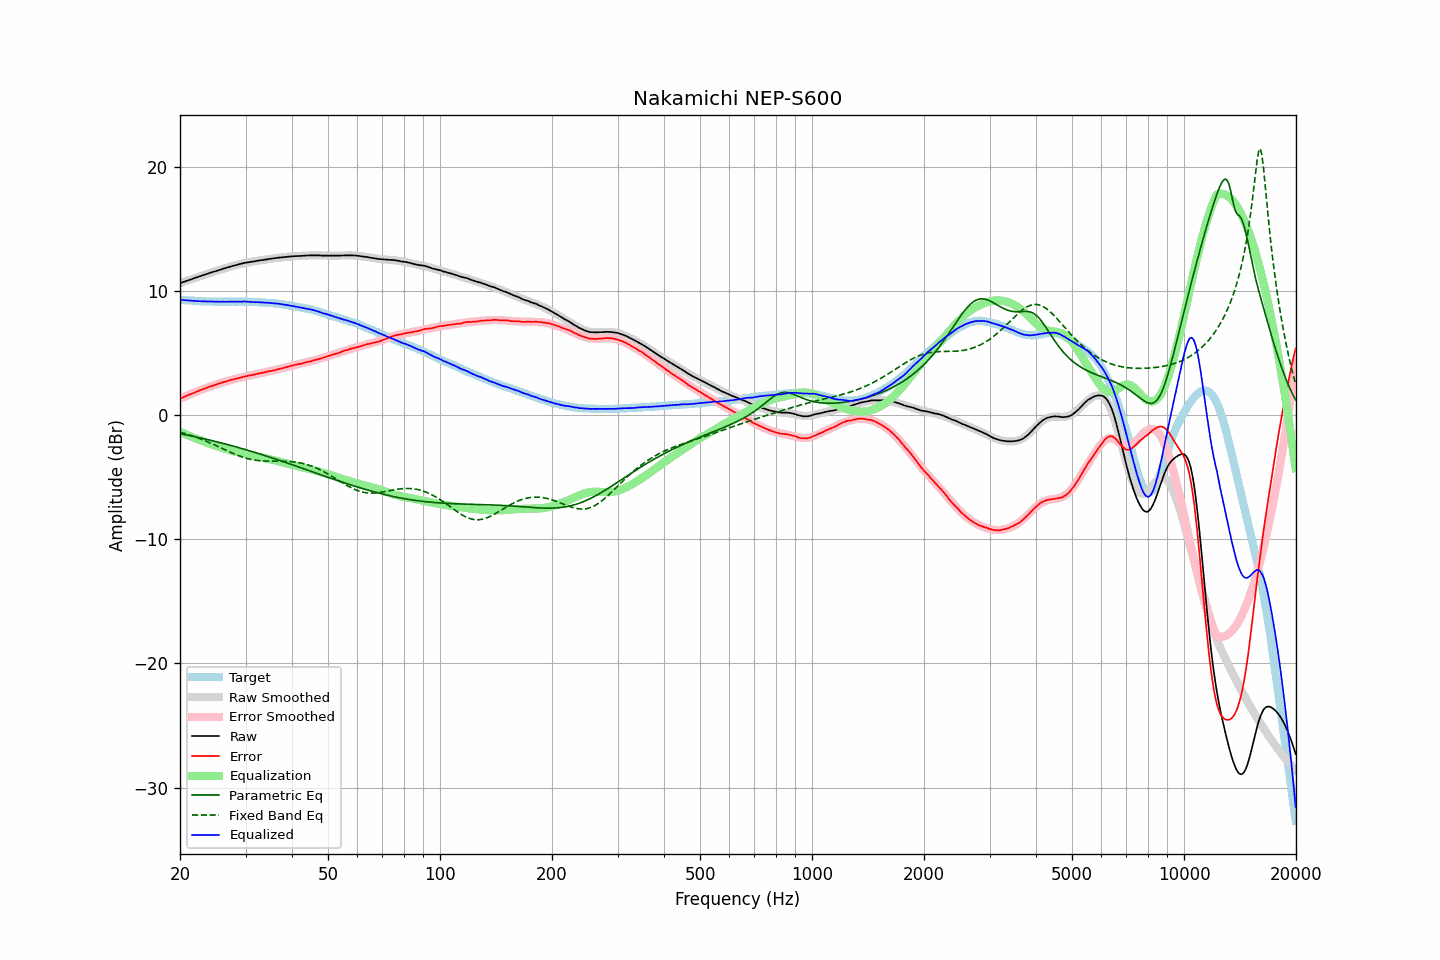 Nakamichi NEP-S600
Amplitude (dBr)
20
10
0
−10
−20
−30
Target
Raw Smoothed
Error Smoothed
Raw
Error
Equalization
Parametric Eq
Fixed Band Eq
Equalized
20 50 100 200 500 1000 2000 5000 10000 20000
Frequency (Hz)